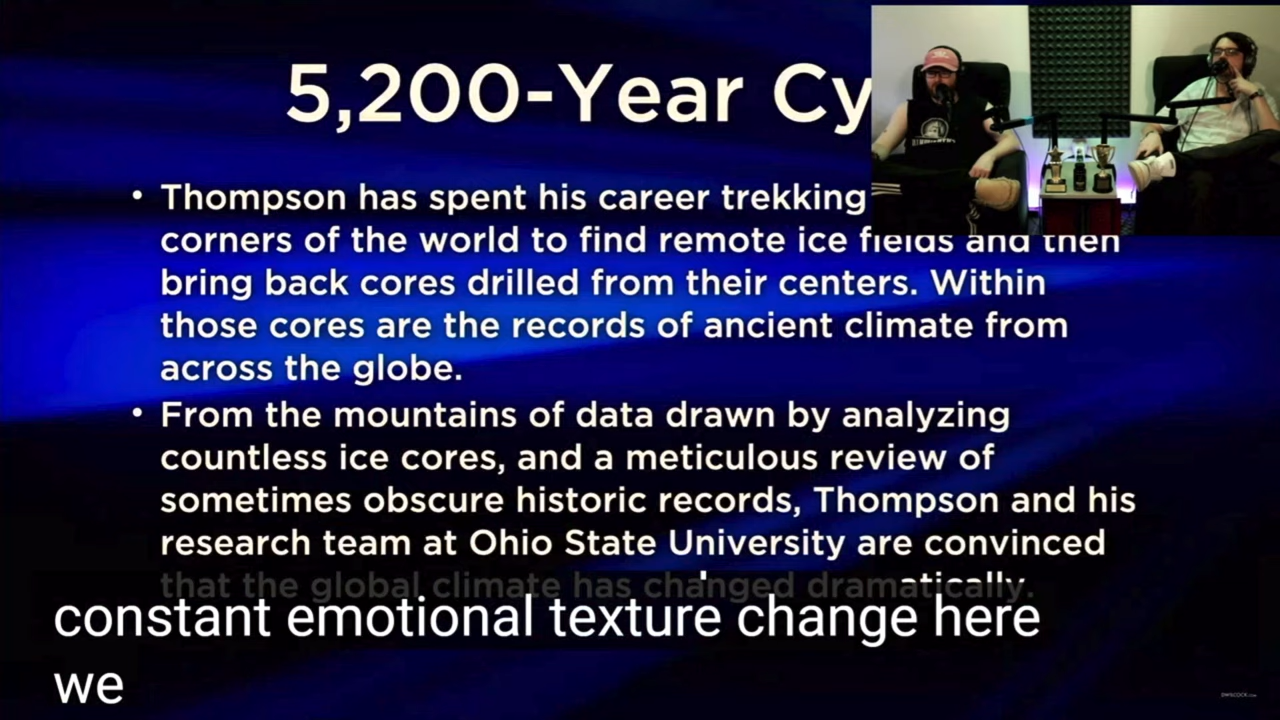 5,200-Year Cy
• Thompson has spent his career trekking
corners of the world to find remote ice fields and then
bring back cores drilled from their centers. Within
those cores are the records of ancient climate from
across the globe.
• From the mountains of data drawn by analyzing
countless ice cores, and a meticulous review of
sometimes obscure historic records, Thompson and his
research team at Ohio State University are convinced
that the global climate has changed dramatically.
constant emotional texture change here
we